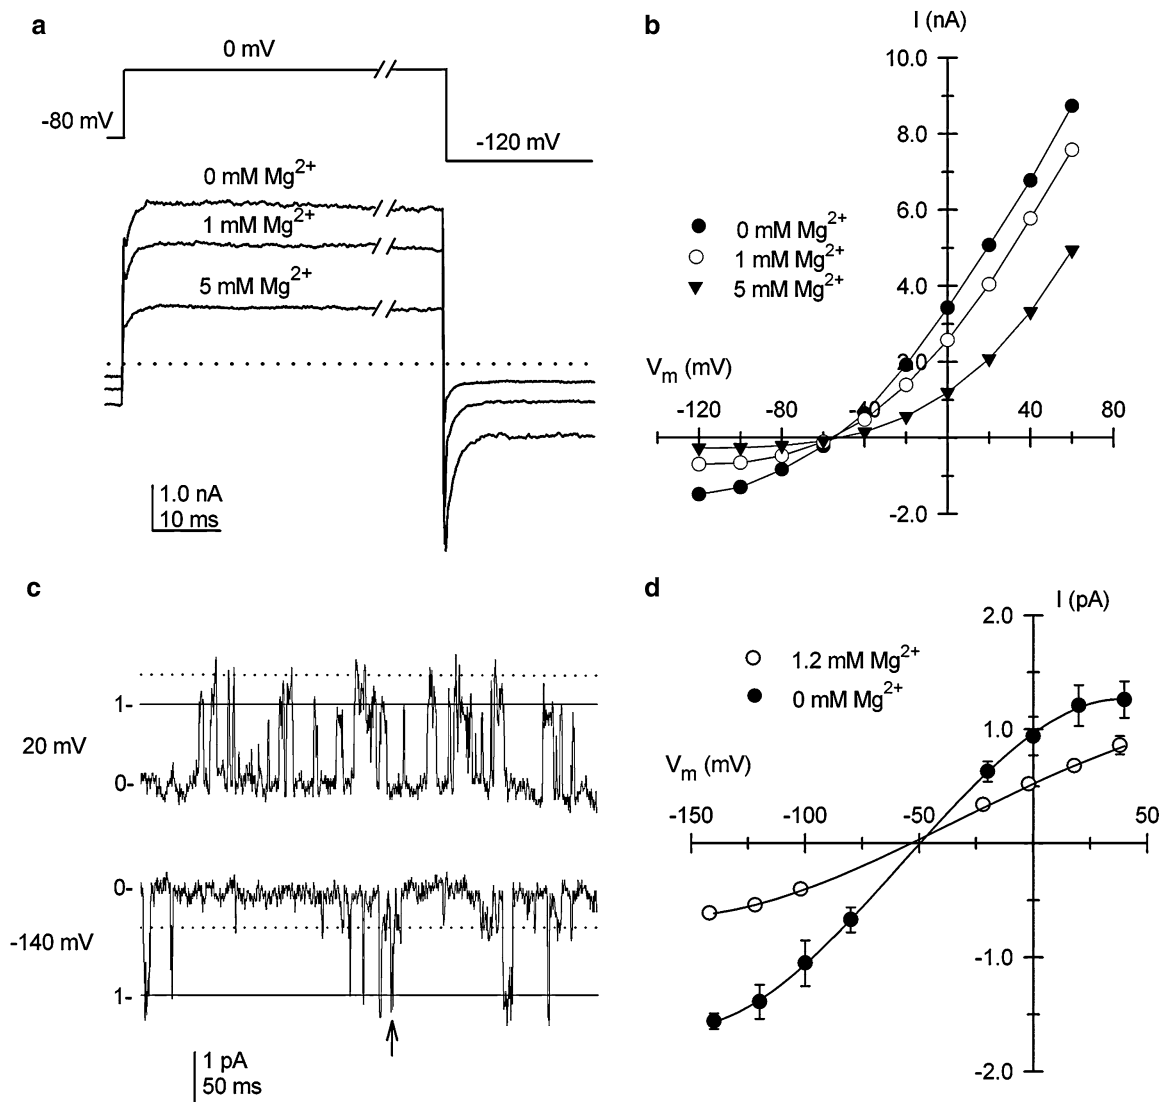 a
0 mV
-80 mV
-120 mV
0 mM Mg2+
1 mM Mg2+
5 mM Mg2+
1.0 nA
10 ms
b
I (nA)
10.0
8.0
6.0
4.0
2.0
-2.0
0 mM Mg2+
1 mM Mg2+
5 mM Mg2+
Vm (mV)
-120
-80
-40
40
80
c
1-
20 mV
0-
0-
-140 mV
1-
1 pA
50 ms
d
I (pA)
2.0
1.0
-1.0
-2.0
1.2 mM Mg2+
0 mM Mg2+
Vm (mV)
-150
-100
-50
50